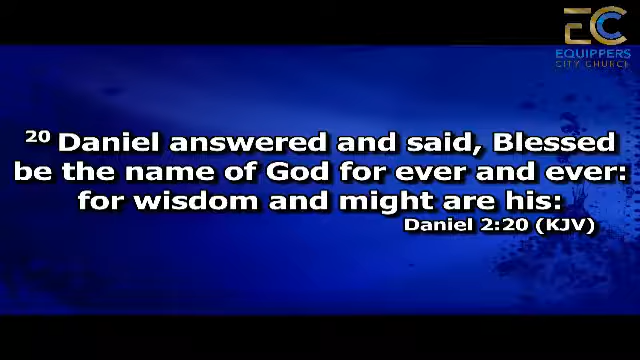 EC
EQUIPPERS
CITY CHURCH
20 Daniel answered and said, Blessed
be the name of God for ever and ever:
for wisdom and might are his:
Daniel 2:20 (KJV)